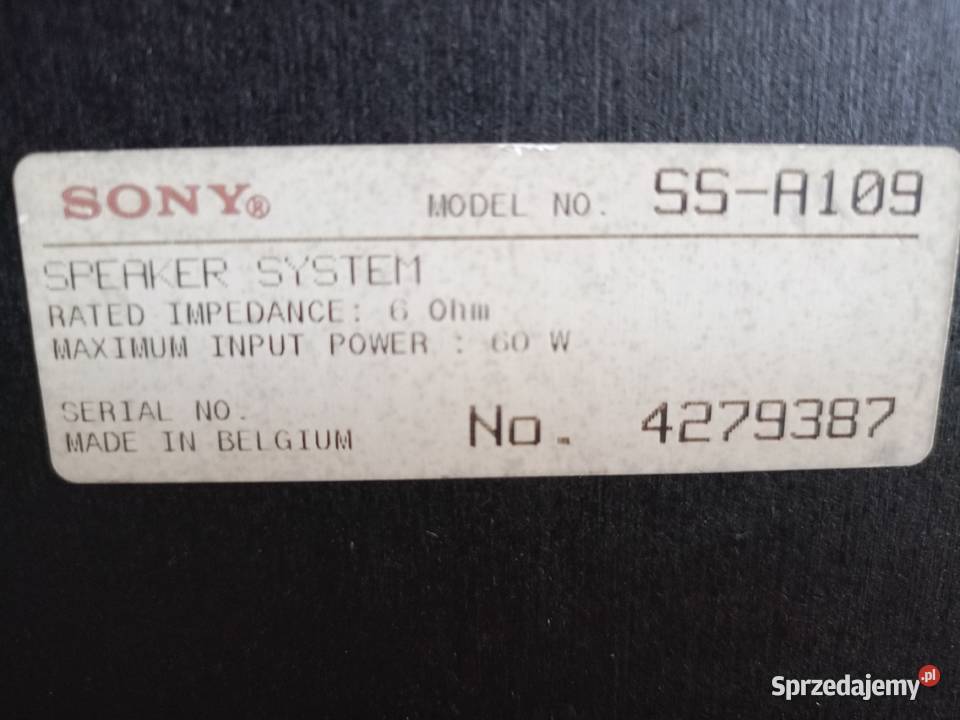 SONY® MODEL NO. SS-A109
SPEAKER SYSTEM
RATED IMPEDANCE: 6 Ohm
MAXIMUM INPUT POWER : 60 W
SERIAL NO. No. 4279387
MADE IN BELGIUM
Sprzedajemy.pl